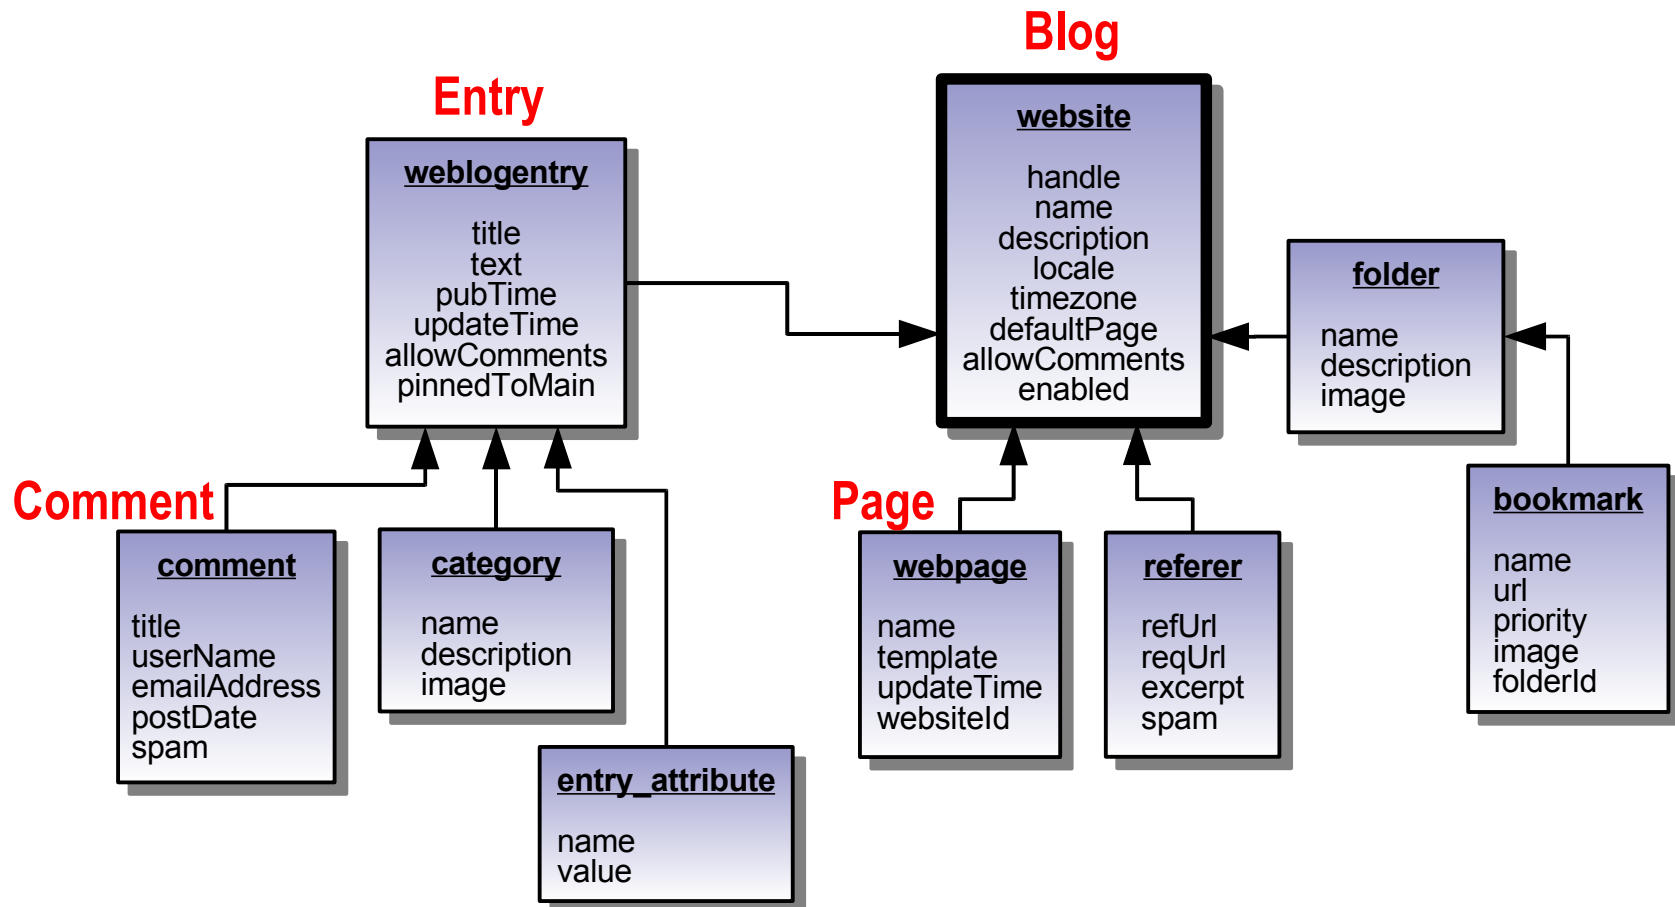 Blog
Entry
website
handle
name
description
locale
timezone
defaultPage
allowComments
enabled
weblogentry
title
text
pubTime
updateTime
allowComments
pinnedToMain
folder
name
description
image
Comment
comment
title
userName
emailAddress
postDate
spam
category
name
description
image
entry_attribute
name
value
Page
webpage
name
template
updateTime
websiteId
referer
refUrl
reqUrl
excerpt
spam
bookmark
name
url
priority
image
folderId